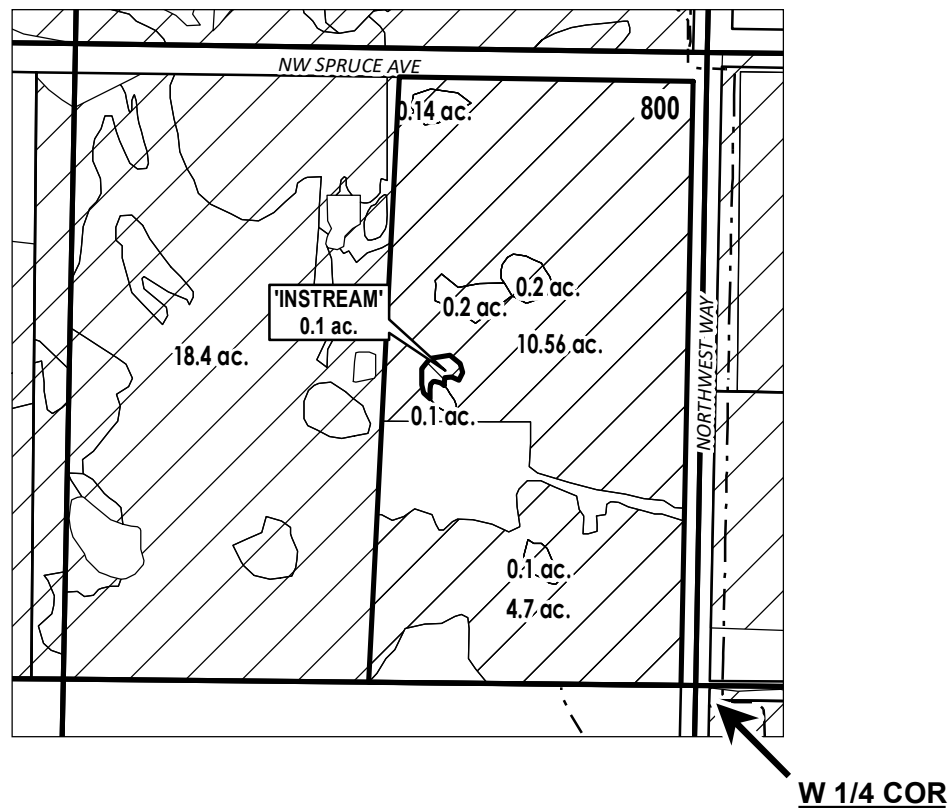 NW SPRUCE AVE
0.14 ac.
800
0.2 ac.
0.2 ac.
'INSTREAM'
0.1 ac.
18.4 ac.
10.56 ac.
0.1 ac.
NORTHWEST WAY
0.1 ac.
4.7 ac.
W 1/4 COR